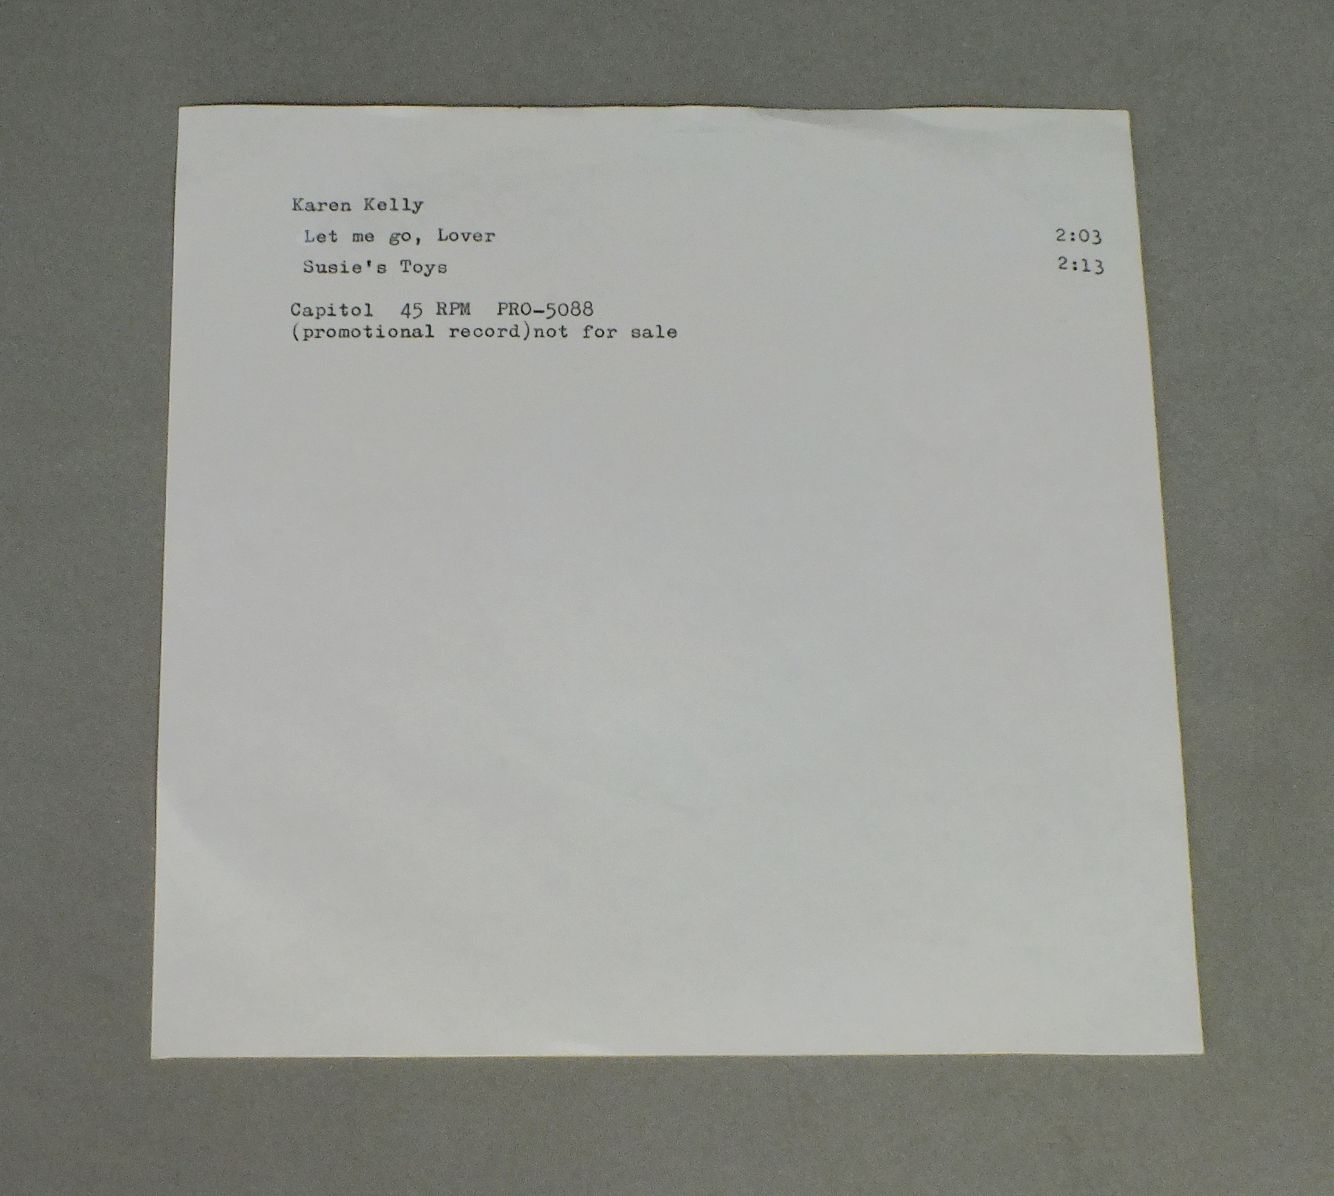 Karen Kelly
Let me go, Lover 2:03
Susie's Toys 2:13
Capitol 45 RPM PRO-5088
(promotional record)not for sale